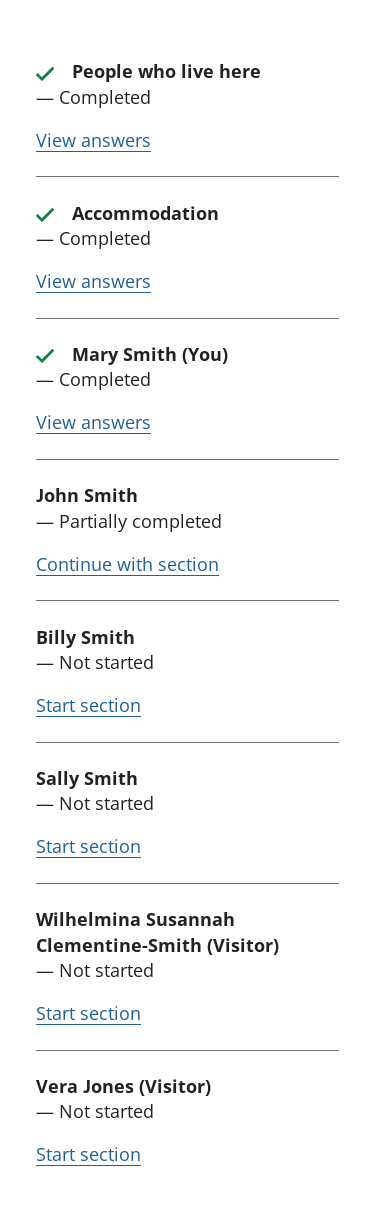 People who live here
— Completed
View answers
Accommodation
— Completed
View answers
Mary Smith (You)
— Completed
View answers
John Smith
— Partially completed
Continue with section
Billy Smith
— Not started
Start section
Sally Smith
— Not started
Start section
Wilhelmina Susannah
Clementine-Smith (Visitor)
— Not started
Start section
Vera Jones (Visitor)
— Not started
Start section